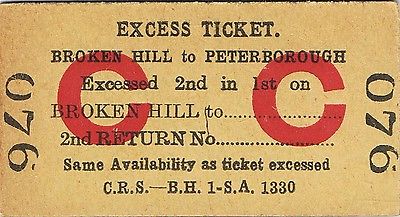 EXCESS TICKET.
BROKEN HILL to PETERBOROUGH
Excessed 2nd in 1st on
BROKEN HILL to....................
2nd RETURN No....................
Same Availability as ticket excessed
C.R.S.—B.H. 1-S.A. 1330
C C
076
076